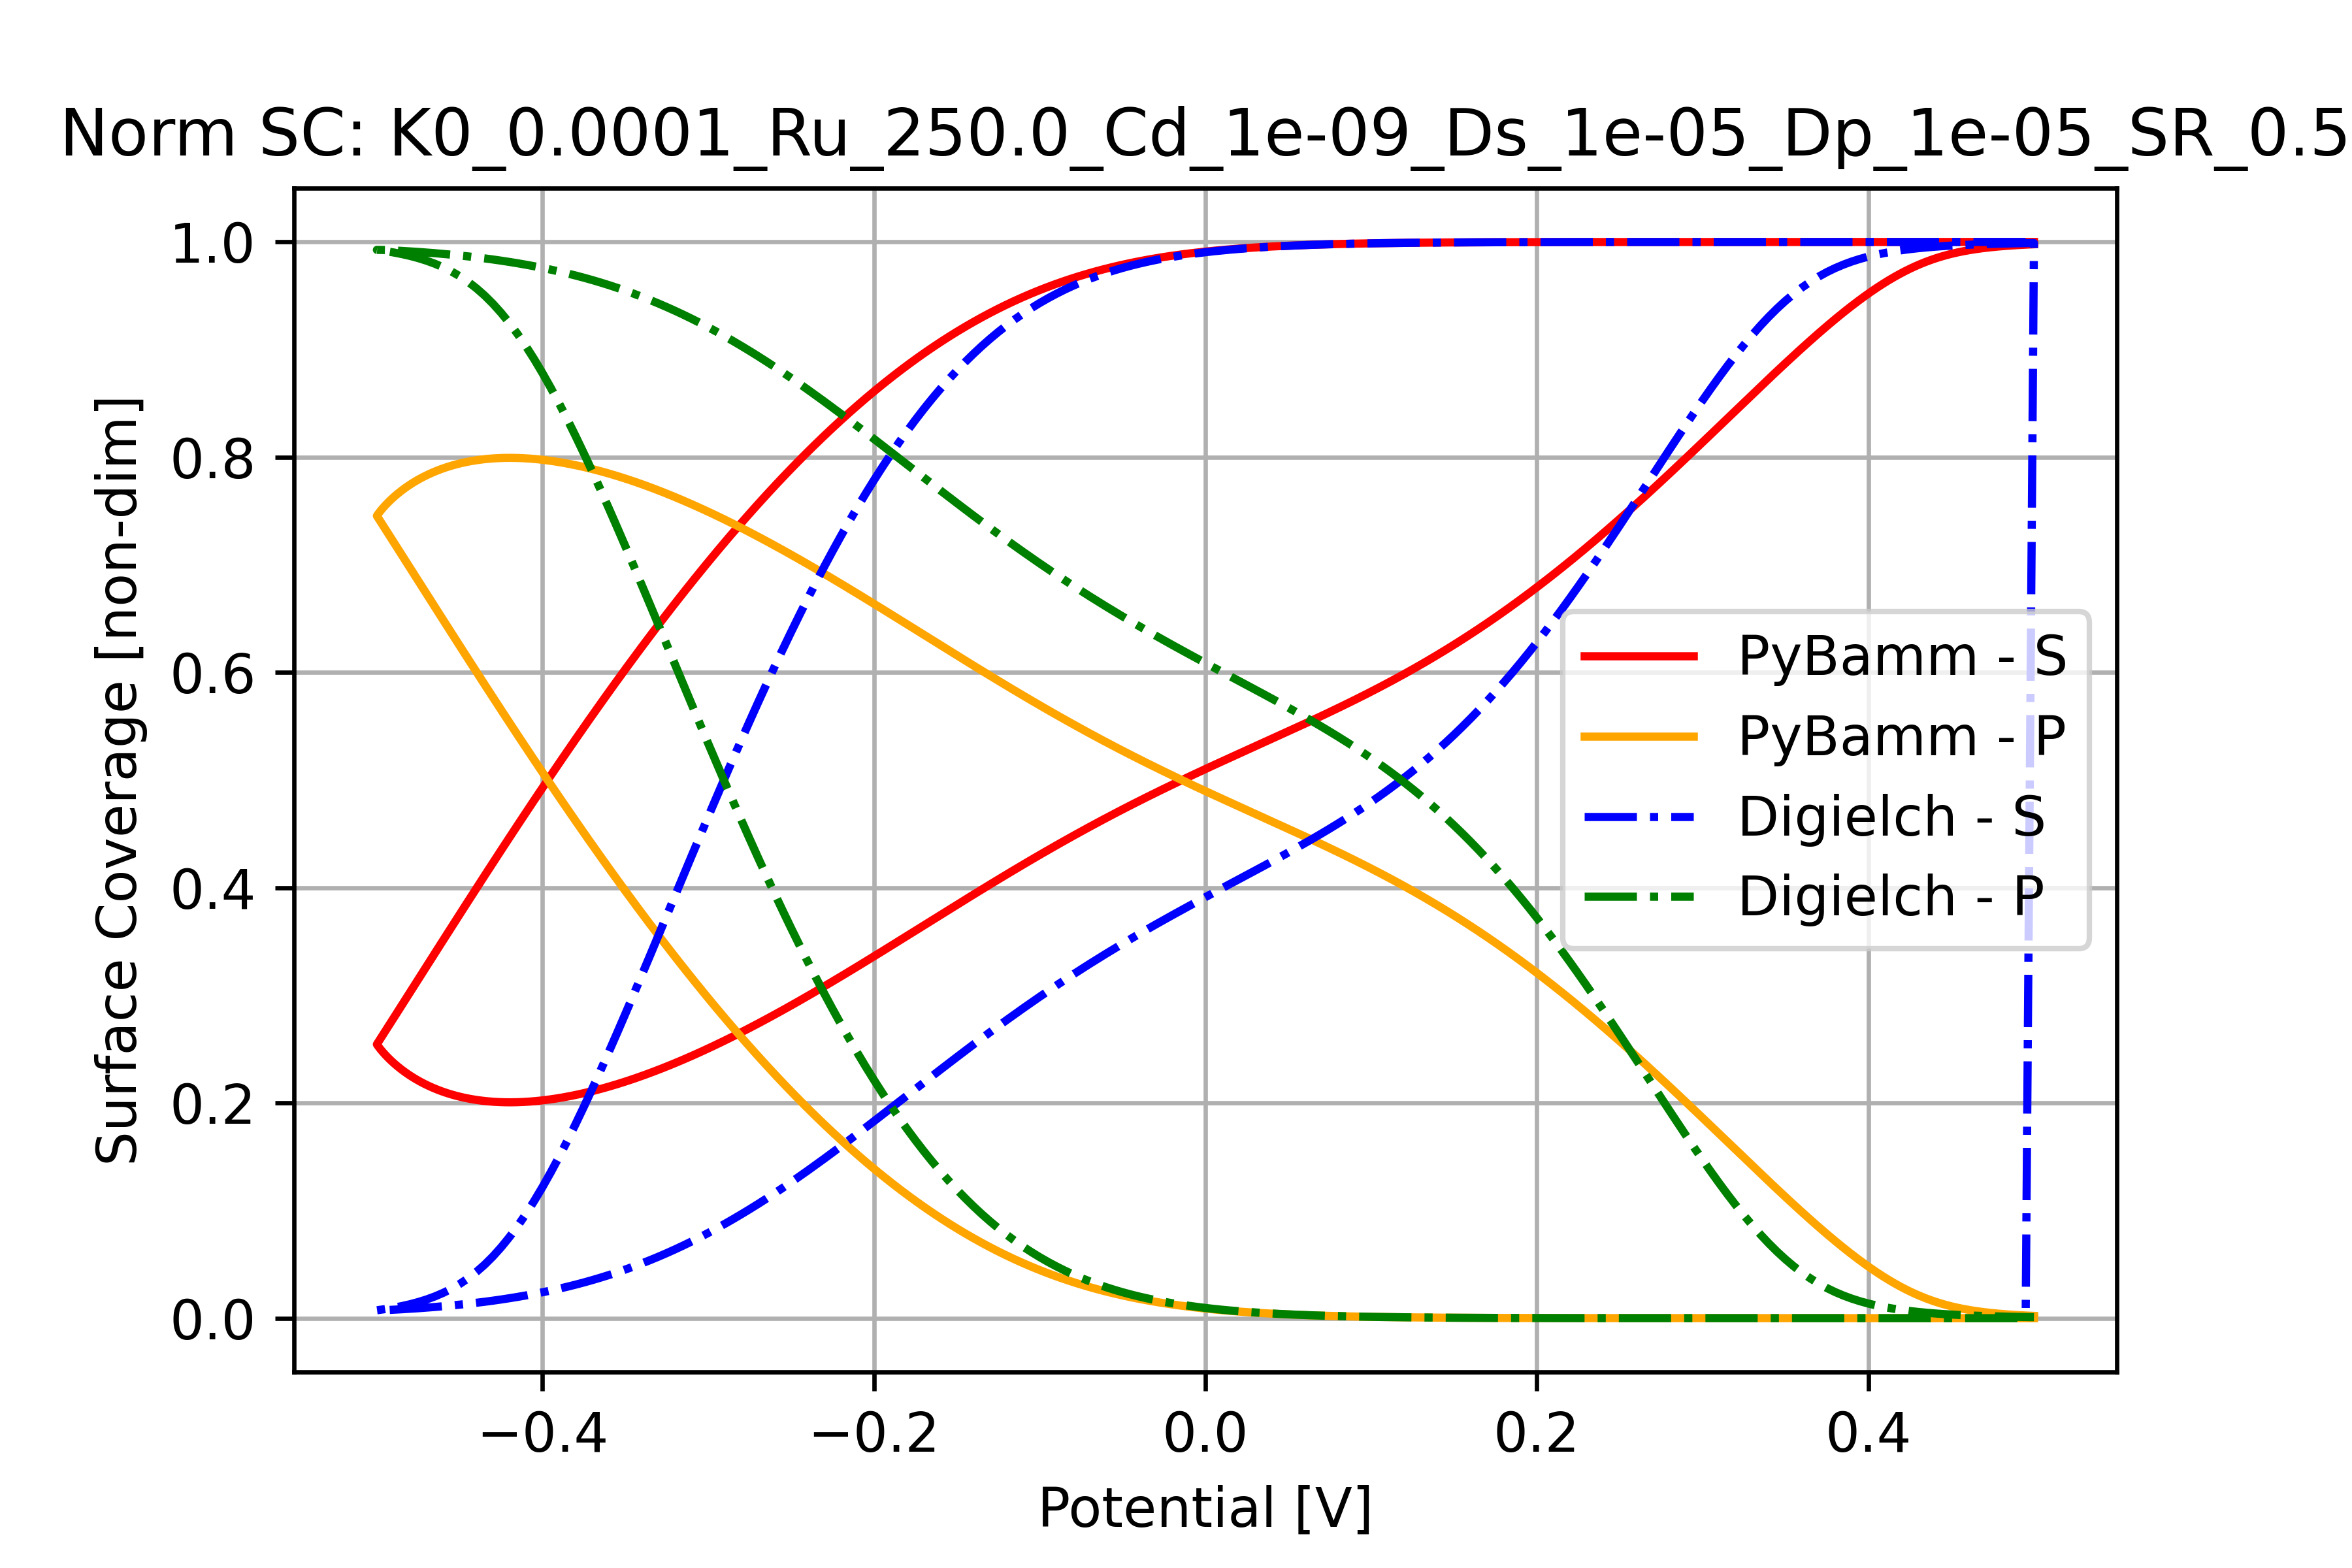 Norm SC: K0_0.0001_Ru_250.0_Cd_1e-09_Ds_1e-05_Dp_1e-05_SR_0.5
Surface Coverage [non-dim]
1.0
0.8
0.6
0.4
0.2
0.0
PyBamm - S
PyBamm - P
Digielch - S
Digielch - P
−0.4 −0.2 0.0 0.2 0.4
Potential [V]